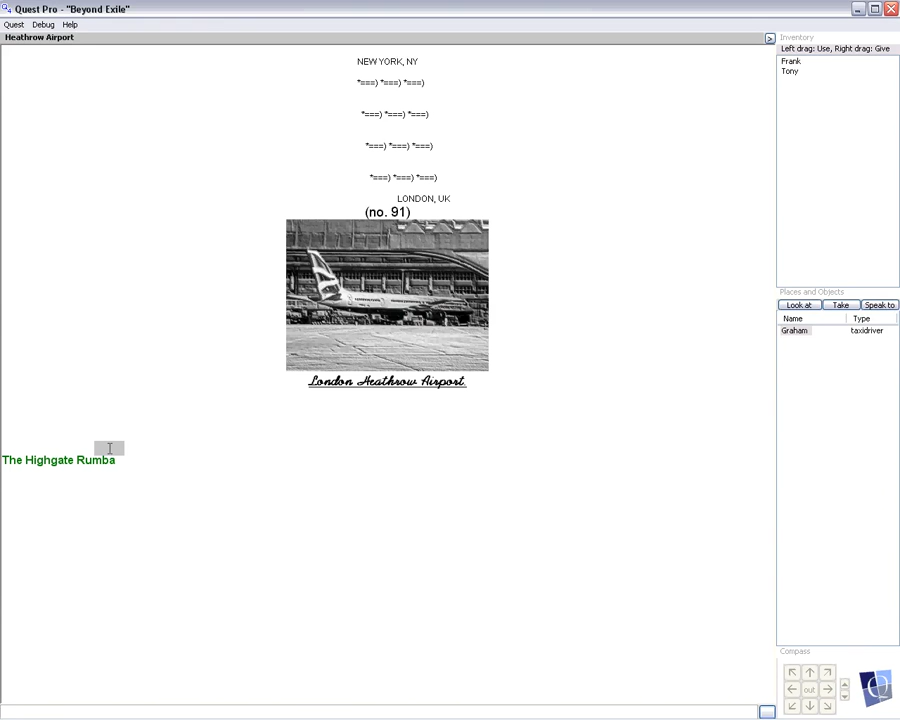 Quest Pro - "Beyond Exile"
Quest Debug Help
Heathrow Airport
>
Inventory
Left drag: Use, Right drag: Give
Frank
Tony
NEW YORK, NY
*===) *===) *===)
*===) *===) *===)
*===) *===) *===)
*===) *===) *===)
LONDON, UK
(no. 91)
London Heathrow Airport
The Highgate Rumba
Places and Objects
Look at Take Speak to
Name Type
Graham taxidriver
Compass
out